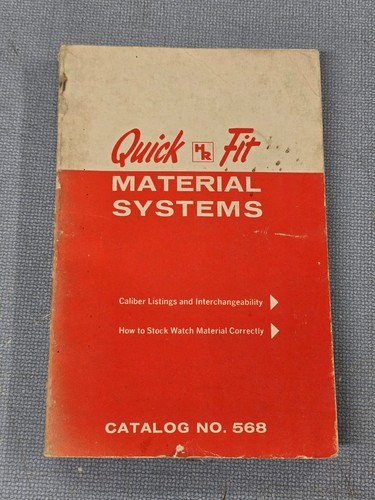 Quick HR Fit
MATERIAL
SYSTEMS
Caliber Listings and Interchangeability
How to Stock Watch Material Correctly
CATALOG NO. 568